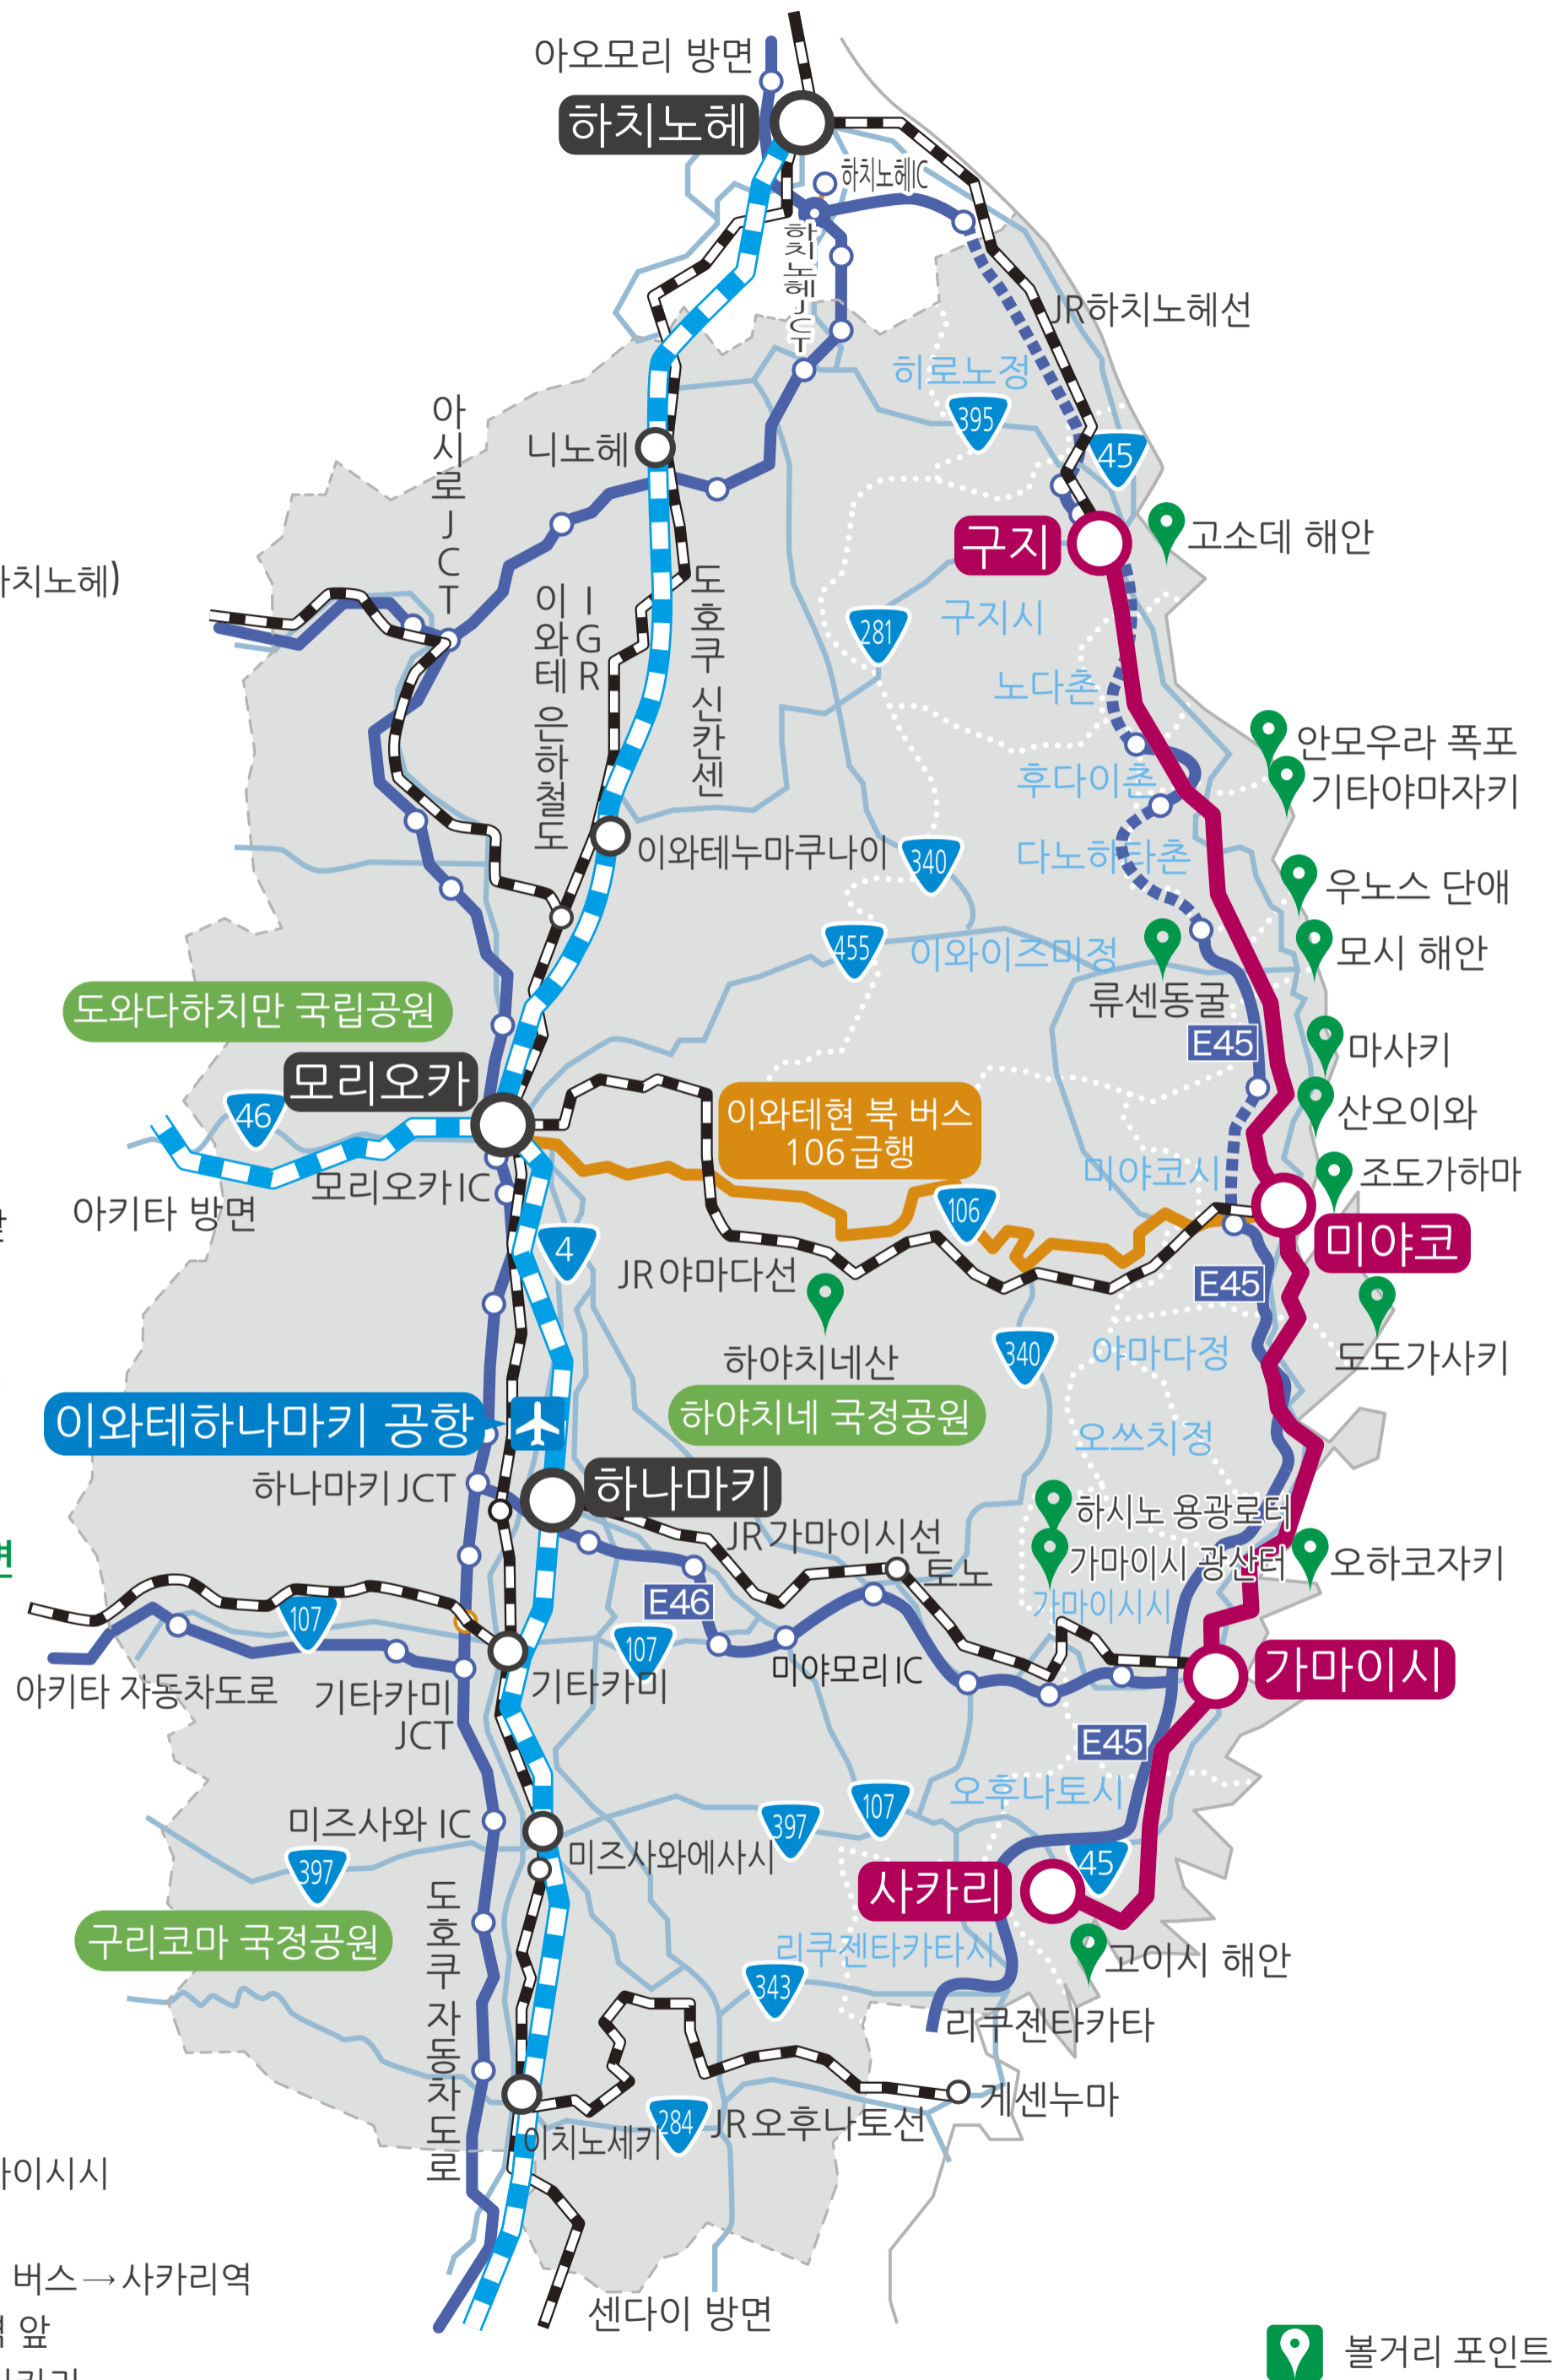 아오모리 방면
하치노헤
하치노헤IC
하치노헤JCT
JR하치노헤선
히로노정
395
45
아시로JCT
니노헤
구지
고소데 해안
아치노헤)
IGR
이와테 은하철도
도호쿠 신칸센
281
구지시
노다촌
안모우라 폭포
후다이촌
기타야마자키
이와테누마쿠나이
340
다노하타촌
우노스 단애
455
이와이즈미정
모시 해안
류센동굴
도와다하치만 국립공원
E45
마사키
모리오카
46
이와테현 북 버스
106급행
산오이와
모리오카IC
미야코시
조도가하마
아키타 방면
106
미야코
4
JR야마다선
E45
하야치네산
340
야마다정
도도가사키
이와테하나마키 공항
하야치네 국정공원
오쓰치정
하나마키JCT
하나마키
하시노 용광로터
JR가마이시선
가마이시 광산터
오하코자키
면
토노
E46
가마이시시
107
107
미야모리IC
가마이시
아키타 자동차도로
기타카미
JCT
기타카미
E45
오후나토시
미즈사와 IC
397
107
미즈사와에사시
397
45
사카리
구리코마 국정공원
도호쿠 자동차도로
리쿠젠타카타시
고이시 해안
343
리쿠젠타카타
게센누마
284
JR오후나토선
이치노세키
이시시
버스→사카리역
앞
센다이 방면
볼거리 포인트